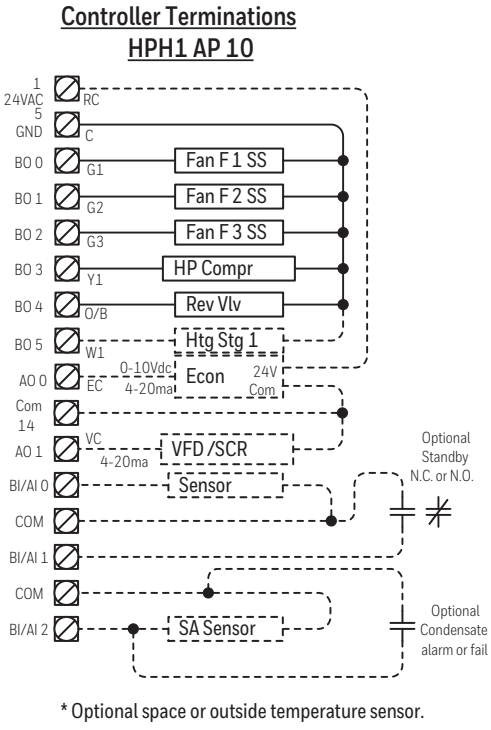 Controller Terminations
HPH1 AP 10
1
24VAC
RC
5
GND
C
BO 0
G1
Fan F 1 SS
BO 1
G2
Fan F 2 SS
BO 2
G3
Fan F 3 SS
BO 3
Y1
HP Compr
BO 4
O/B
Rev Vlv
BO 5
W1
Htg Stg 1
AO 0
EC
0-10Vdc
4-20ma
Econ
24V
Com
Com
14
AO 1
VC
4-20ma
VFD /SCR
BI/AI 0
Sensor
Optional
Standby
N.C. or N.O.
COM
BI/AI 1
COM
BI/AI 2
SA Sensor
Optional
Condensate
alarm or fail
* Optional space or outside temperature sensor.